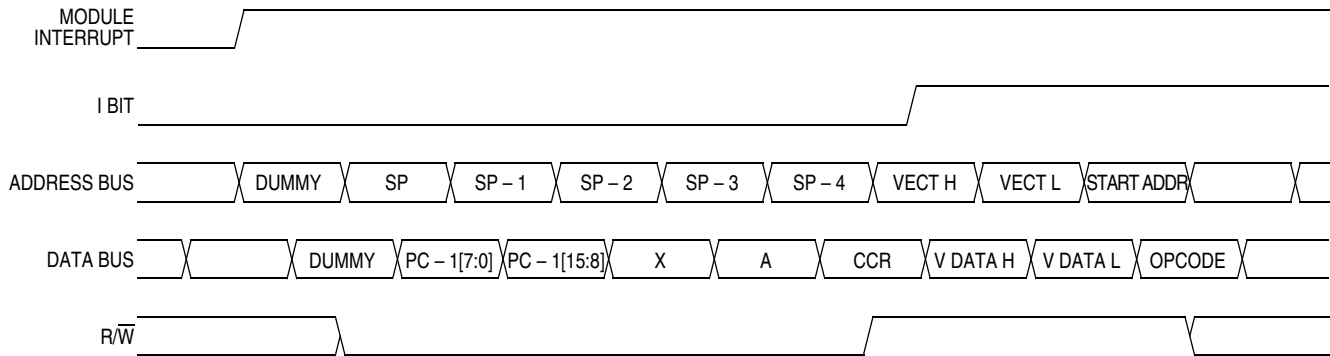 MODULE
INTERRUPT
I BIT
ADDRESS BUS DUMMY SP SP – 1 SP – 2 SP – 3 SP – 4 VECT H VECT L START ADDR
DATA BUS DUMMY PC – 1[7:0] PC – 1[15:8] X A CCR V DATA H V DATA L OPCODE
R/W̅